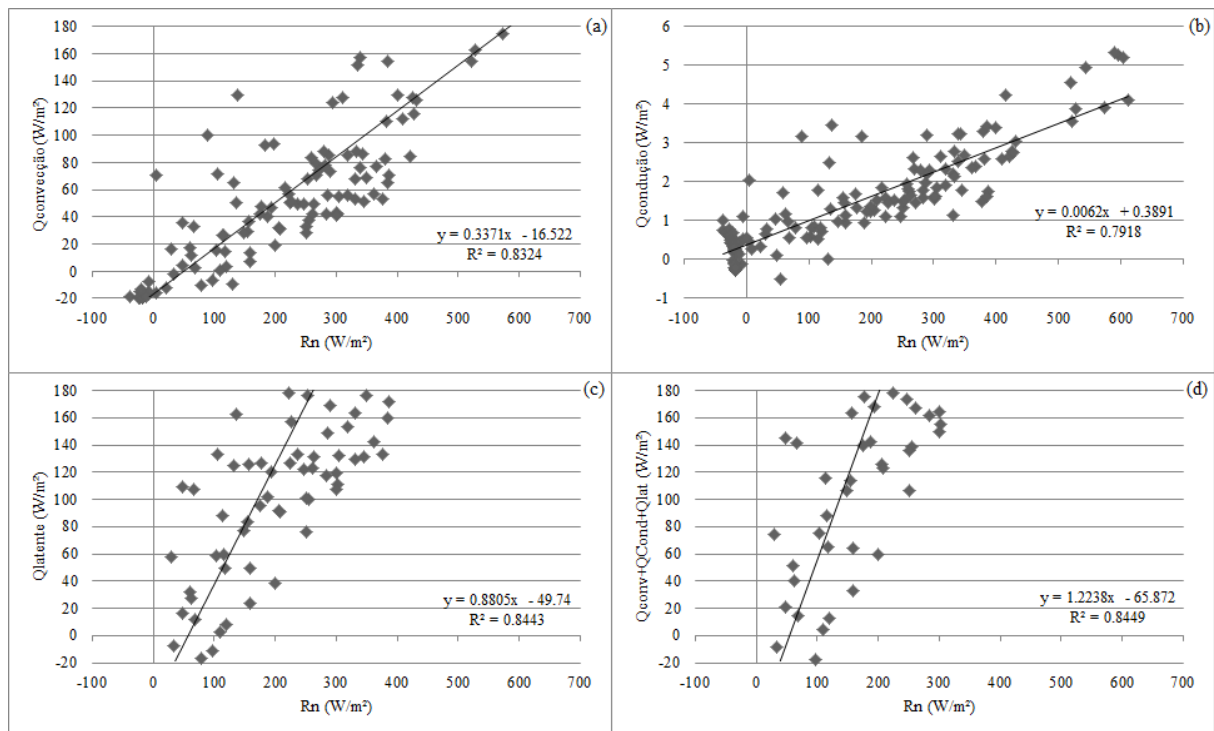 (a)
Qconvecção (W/m²)
180
160
140
120
100
80
60
40
20
0
-20
y = 0.3371x - 16.522
R² = 0.8324
-100 0 100 200 300 400 500 600 700
Rn (W/m²)
(b)
Qcondução (W/m²)
6
5
4
3
2
1
0
-1
y = 0.0062x + 0.3891
R² = 0.7918
-100 0 100 200 300 400 500 600 700
Rn (W/m²)
(c)
Qlatente (W/m²)
180
160
140
120
100
80
60
40
20
0
-20
y = 0.8805x - 49.74
R² = 0.8443
-100 0 100 200 300 400 500 600 700
Rn (W/m²)
(d)
Qconv+QCond+Qlat (W/m²)
180
160
140
120
100
80
60
40
20
0
-20
y = 1.2238x - 65.872
R² = 0.8449
-100 0 100 200 300 400 500 600 700
Rn (W/m²)